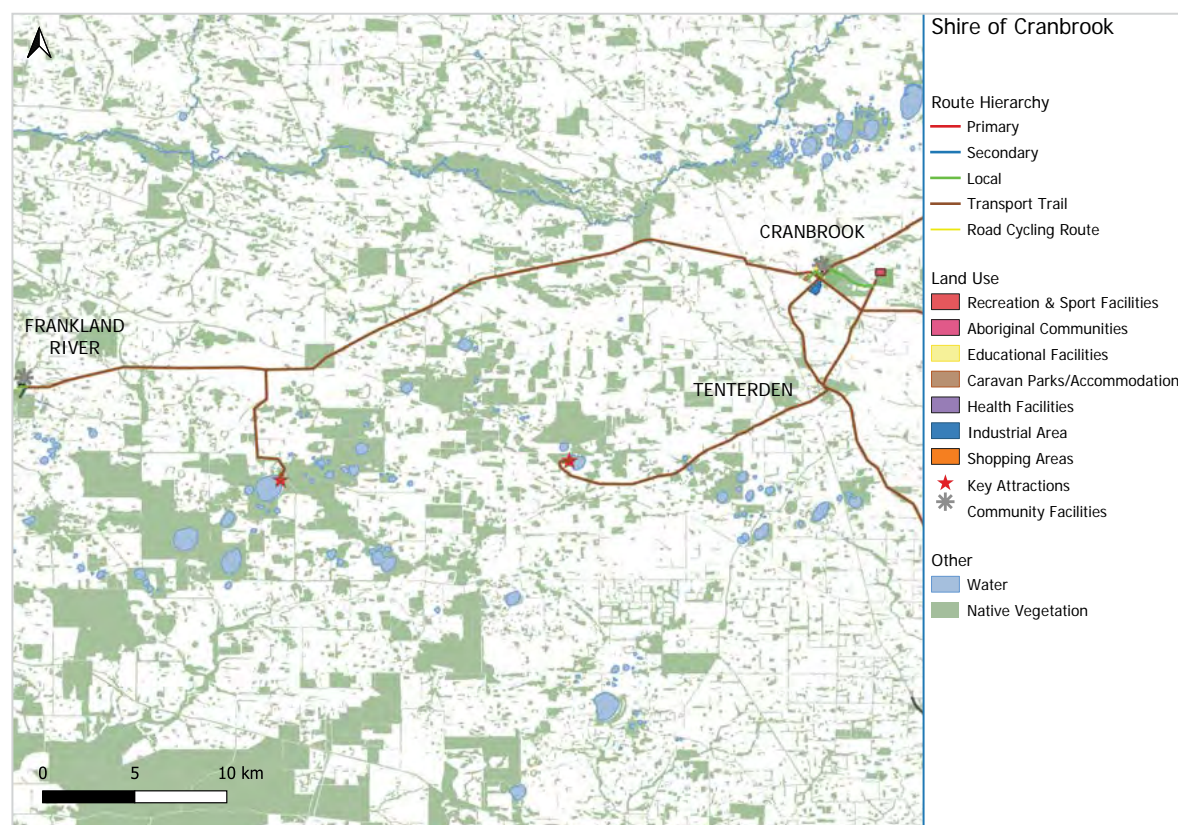 Shire of Cranbrook
Route Hierarchy
Primary
Secondary
Local
Transport Trail
Road Cycling Route
Land Use
Recreation & Sport Facilities
Aboriginal Communities
Educational Facilities
Caravan Parks/Accommodation
Health Facilities
Industrial Area
Shopping Areas
Key Attractions
Community Facilities
Other
Water
Native Vegetation
CRANBROOK
FRANKLAND
RIVER
TENTERDEN
0 5 10 km